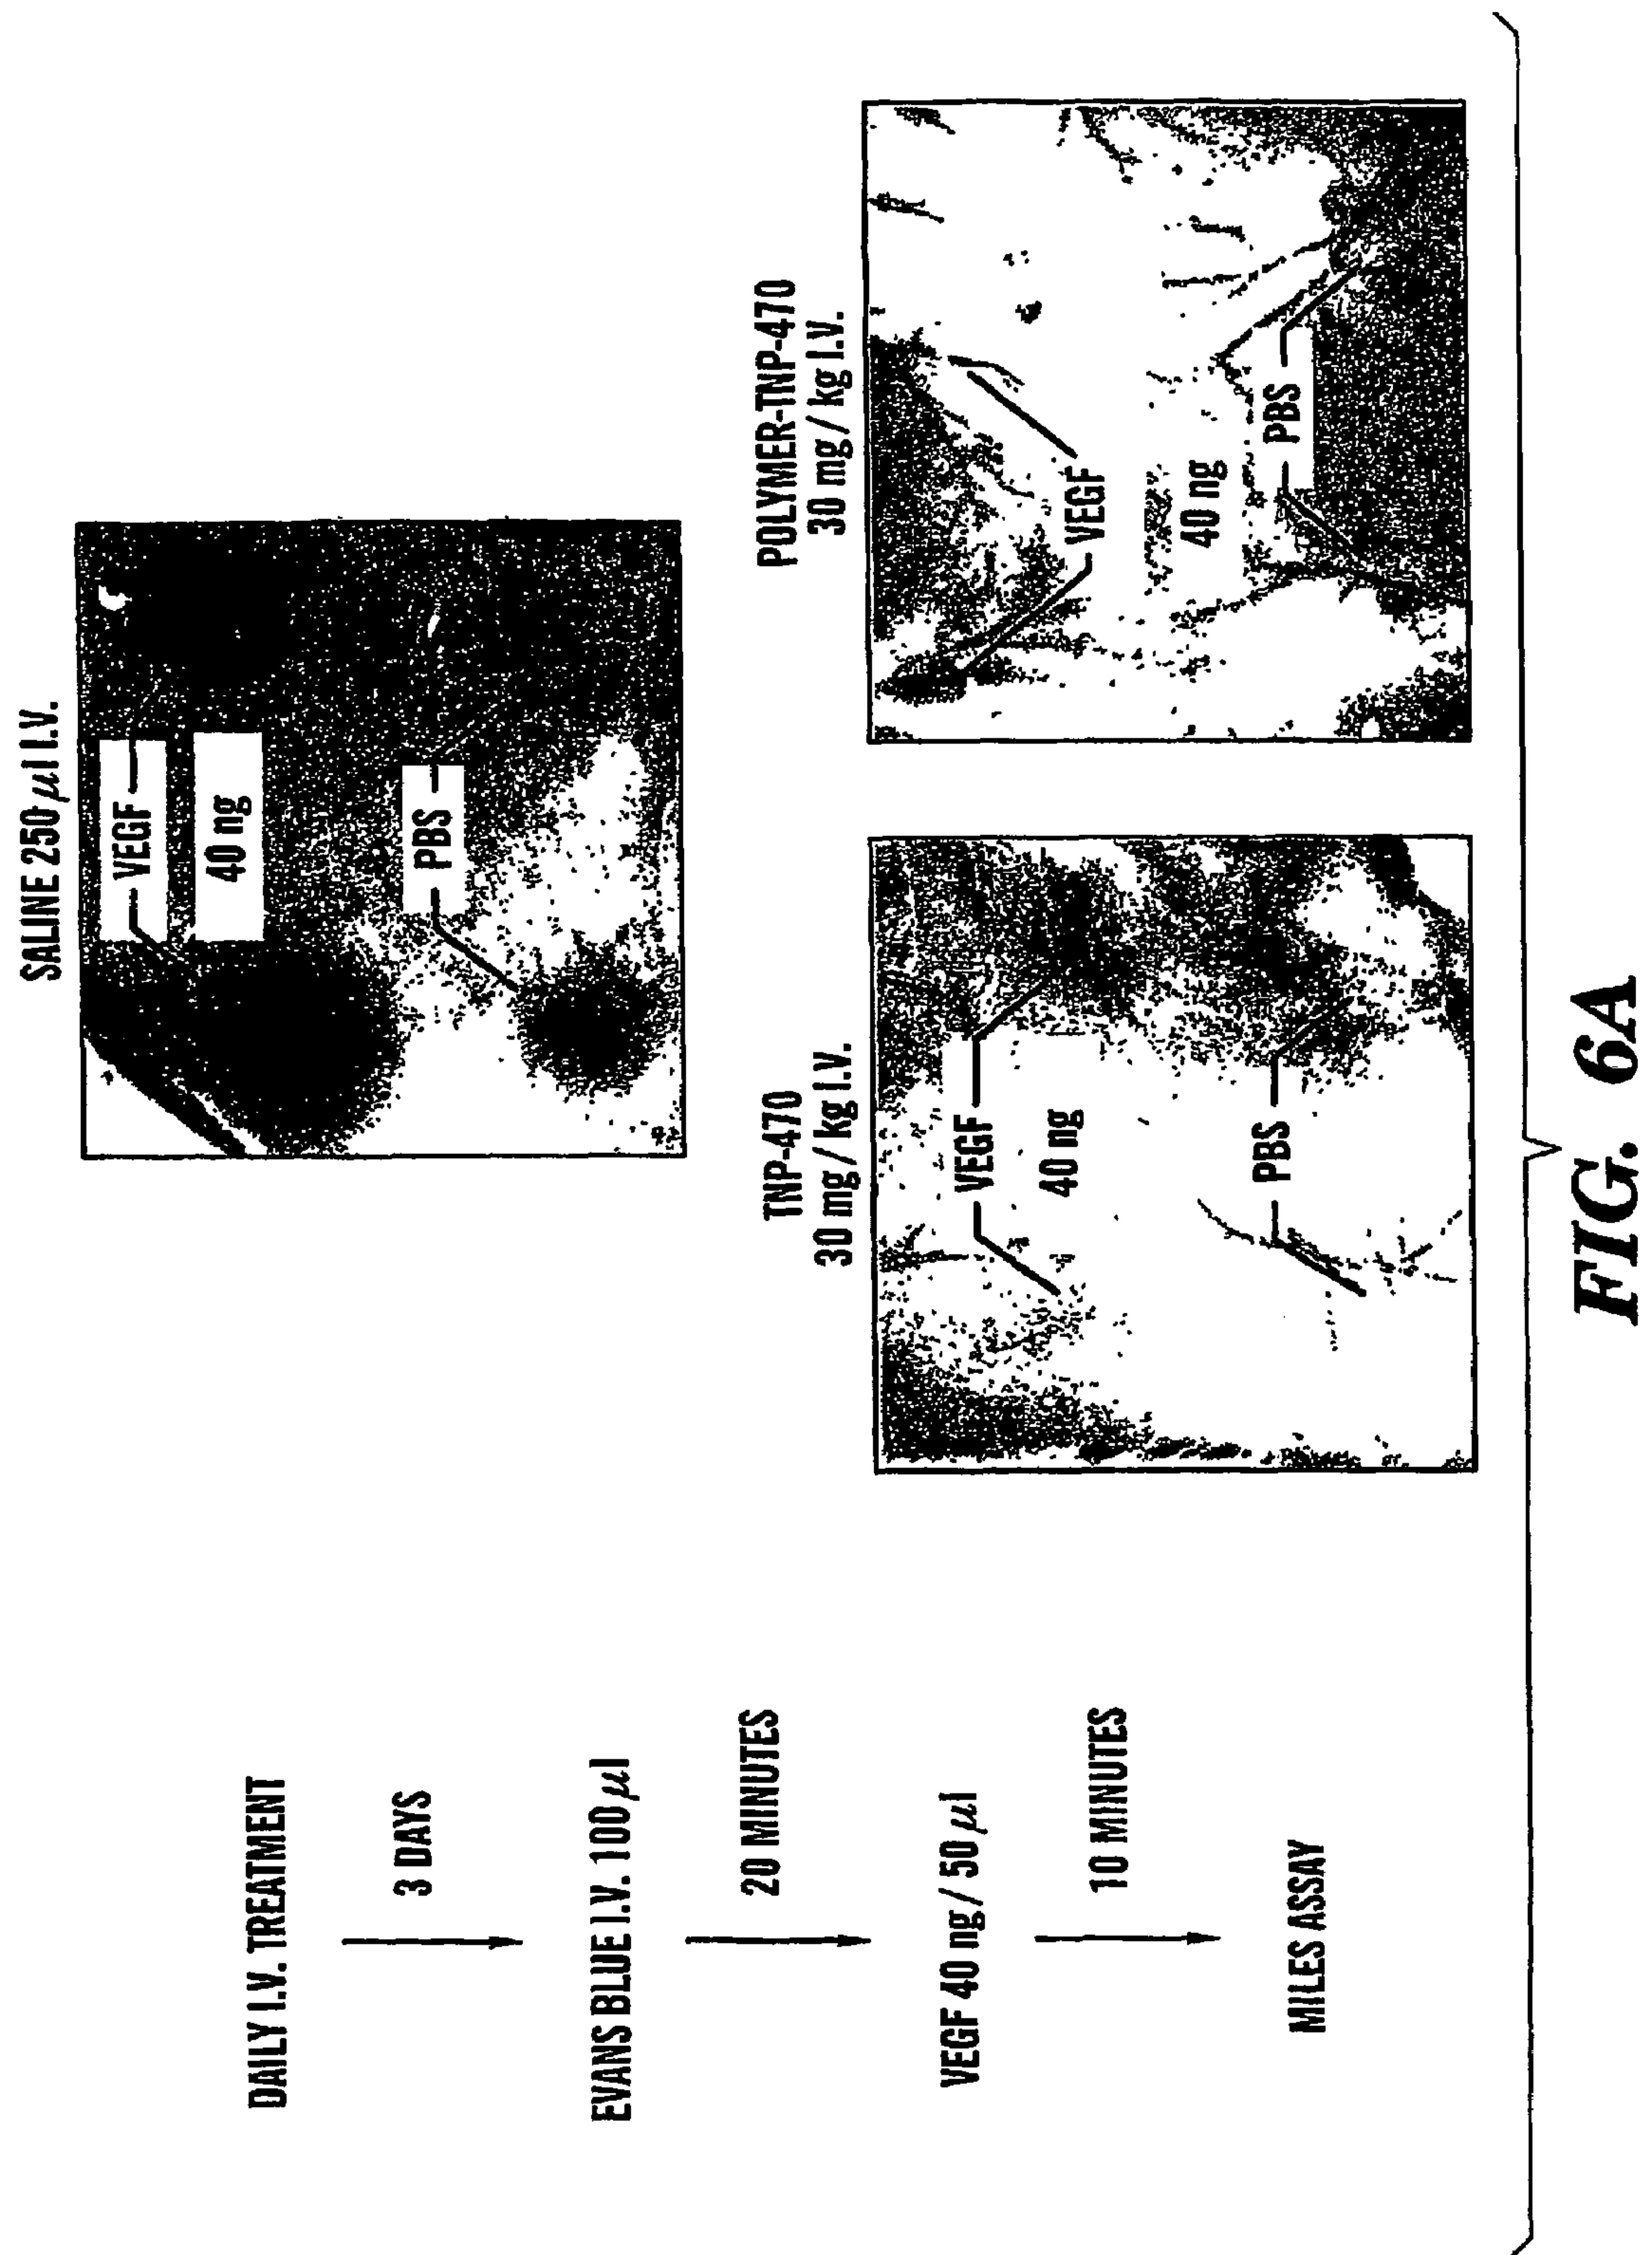 DAILY I.V. TREATMENT
3 DAYS
EVANS BLUE I.V. 100 µl
20 MINUTES
VEGF 40 ng / 50 µl
10 MINUTES
MILES ASSAY
SALINE 250 µl I.V.
VEGF
40 ng
PBS
TNP-470
30 mg / kg I.V.
VEGF
40 ng
PBS
POLYMER-TNP-470
30 mg / kg I.V.
VEGF
40 ng
PBS
FIG. 6A